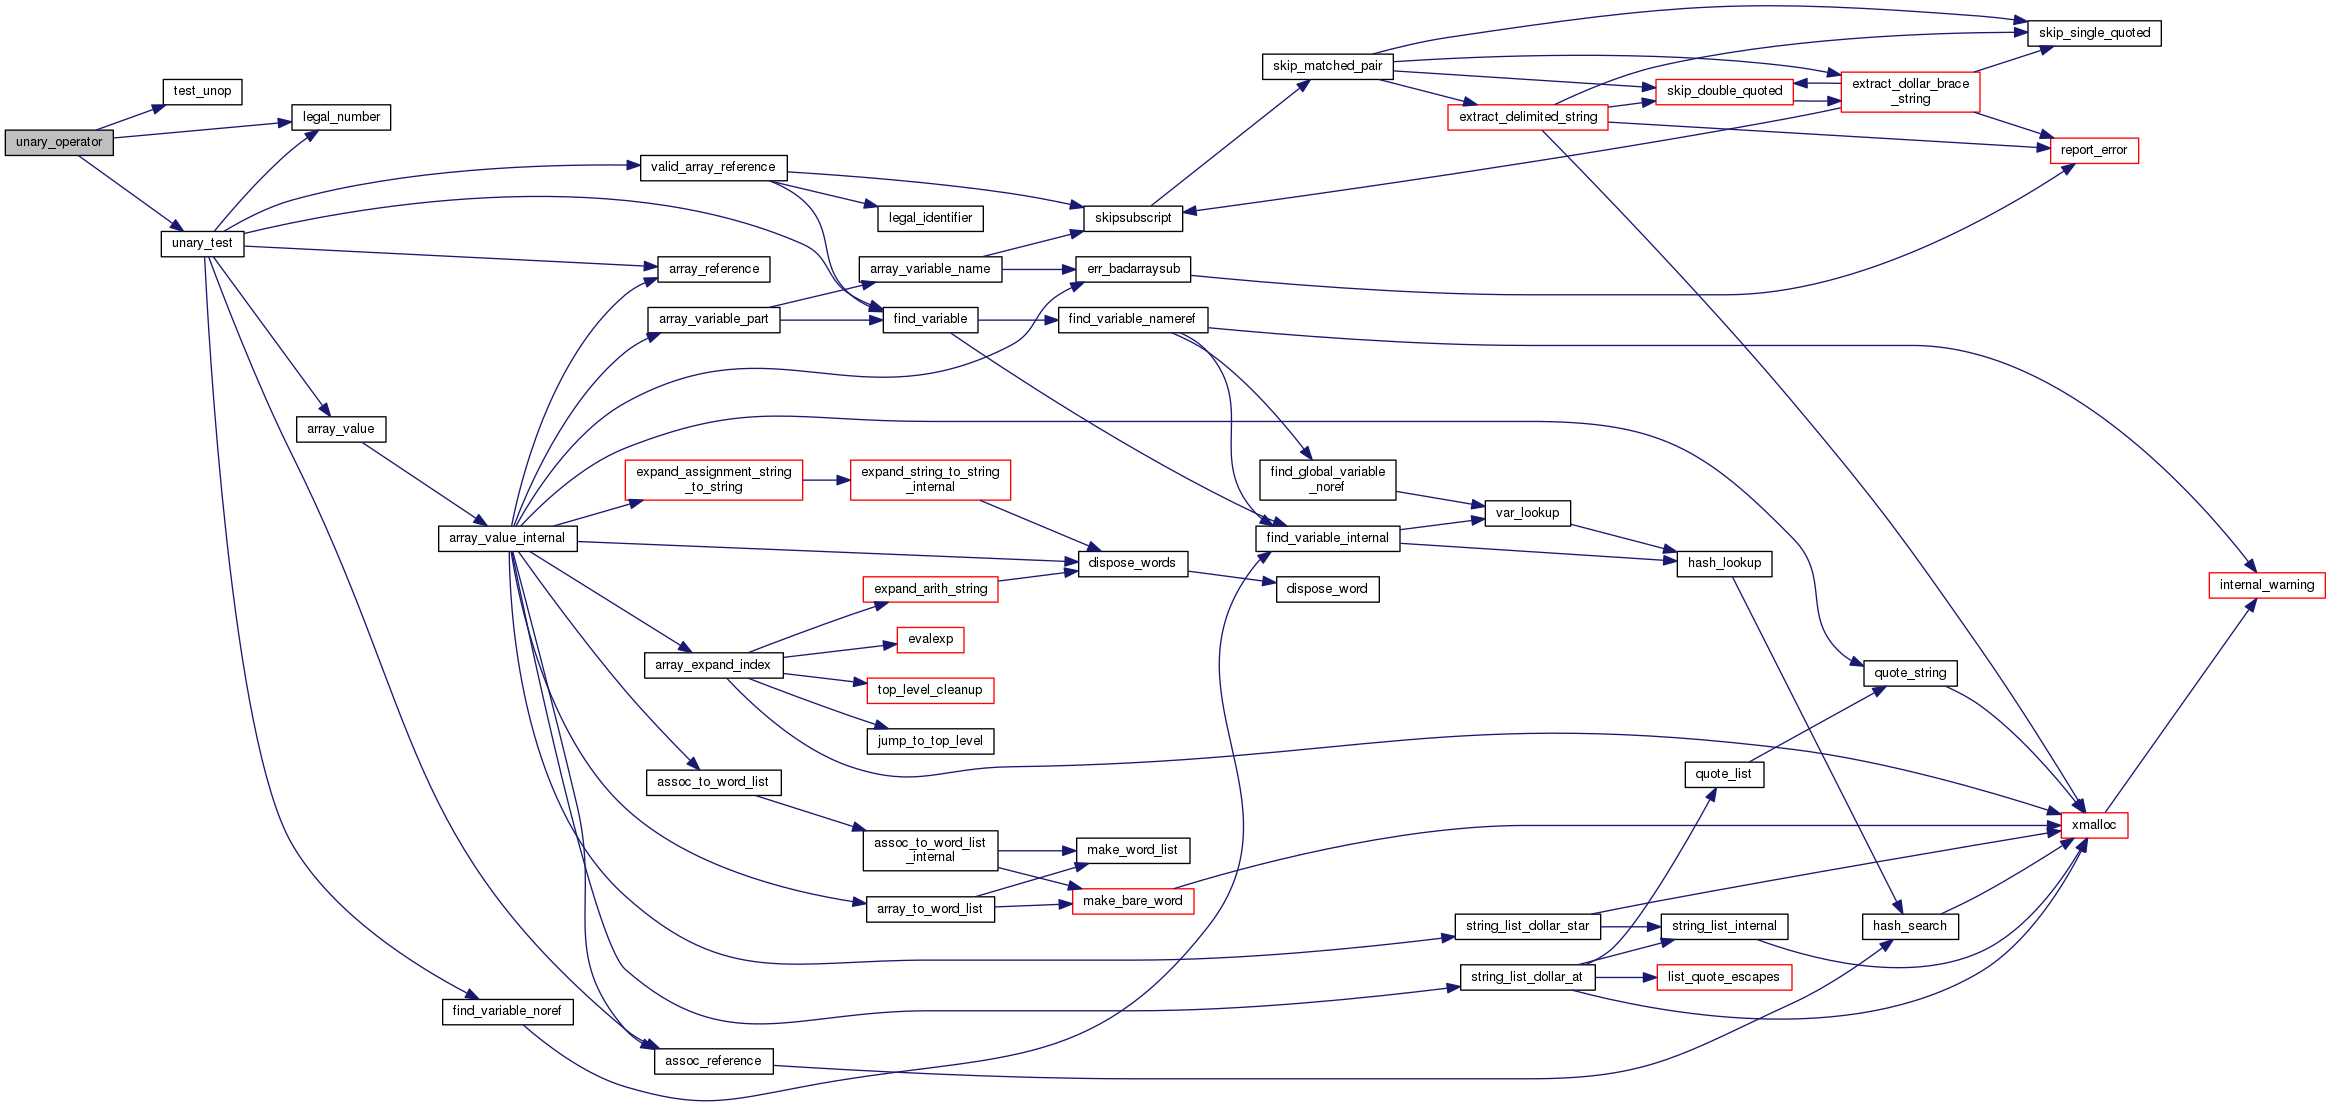 unary_operator
test_unop
legal_number
unary_test
array_value
array_value_internal
find_variable_noref
valid_array_reference
array_reference
array_variable_part
expand_assignment_string
_to_string
array_expand_index
assoc_to_word_list
assoc_reference
legal_identifier
array_variable_name
find_variable
expand_string_to_string
_internal
expand_arith_string
evalexp
top_level_cleanup
jump_to_top_level
assoc_to_word_list
_internal
array_to_word_list
skipsubscript
err_badarraysub
find_variable_nameref
dispose_words
make_word_list
make_bare_word
skip_matched_pair
find_global_variable
_noref
find_variable_internal
dispose_word
extract_delimited_string
var_lookup
string_list_dollar_star
string_list_dollar_at
skip_double_quoted
hash_lookup
quote_list
string_list_internal
list_quote_escapes
extract_dollar_brace
_string
quote_string
hash_search
skip_single_quoted
report_error
xmalloc
internal_warning